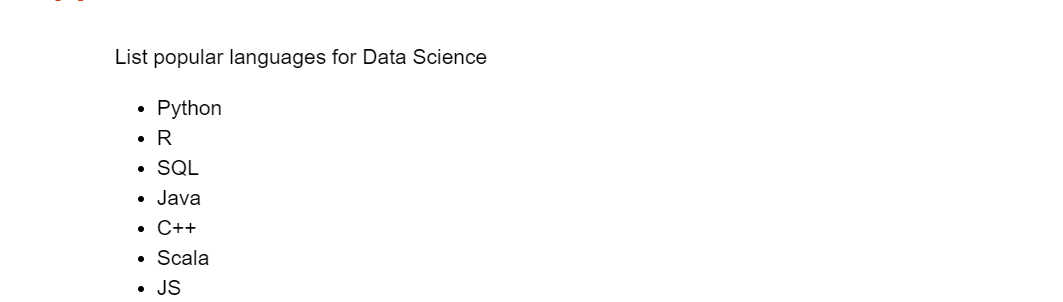 List popular languages for Data Science
• Python
• R
• SQL
• Java
• C++
• Scala
• JS